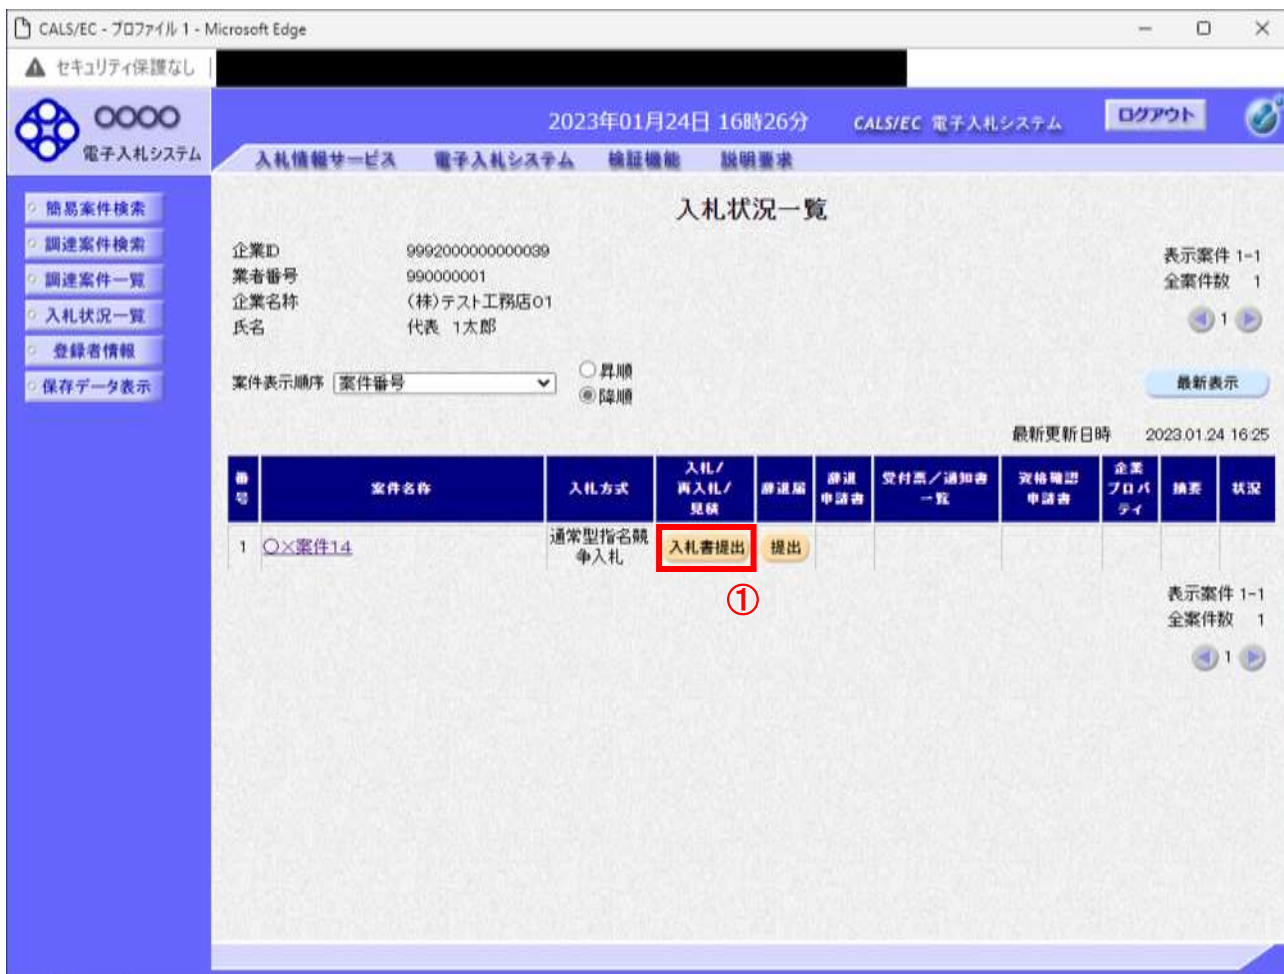 CALS/EC - プロファイル 1 - Microsoft Edge
セキュリティ保護なし
〇〇〇〇
電子入札システム
2023年01月24日 16時26分
CALS/EC 電子入札システム
ログアウト
入札情報サービス 電子入札システム 検証機能 説明要求
簡易案件検索
調達案件検索
調達案件一覧
入札状況一覧
登録者情報
保存データ表示
入札状況一覧
企業ID 9992000000000039
業者番号 990000001
企業名称 (株)テスト工務店01
氏名 代表 1太郎
表示案件 1-1
全案件数 1
1
案件表示順序 案件番号
昇順
降順
最新表示
最新更新日時 2023.01.24 16:25
番号 案件名称 入札方式 入札/再入札/見積 辞退届 辞退申請書 受付票/通知書一覧 資格確認申請書 企業プロパティ 摘要 状況
1 〇×案件14 通常型指名競争入札 入札書提出 提出
①
表示案件 1-1
全案件数 1
1